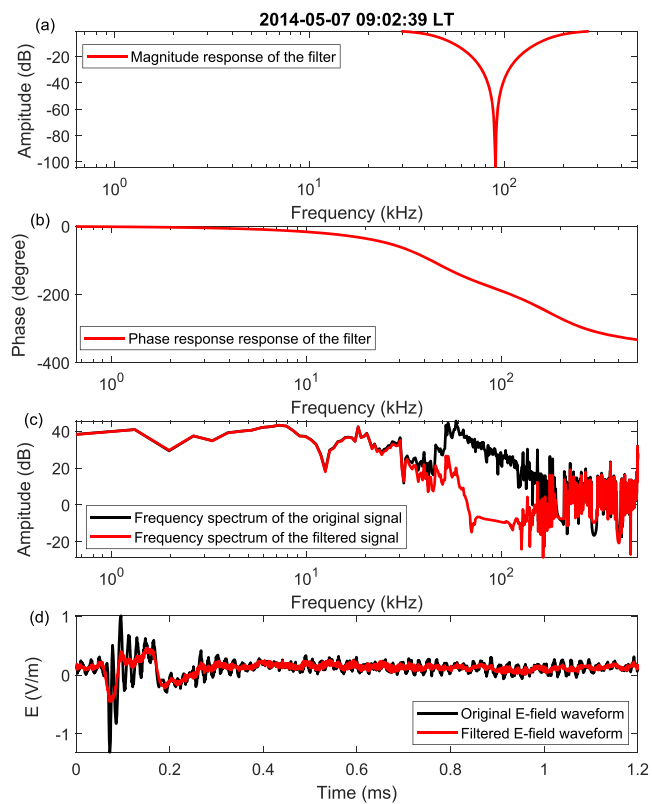 2014-05-07 09:02:39 LT
(a)
Ampitude (dB)
0
-20
-40
-60
-80
-100
Magnitude response of the filter
10^0
10^1
10^2
Frequency (kHz)
(b)
Phase (degree)
0
-200
-400
Phase response response of the filter
10^0
10^1
10^2
Frequency (kHz)
(c)
Amplitude (dB)
40
20
0
-20
Frequency spectrum of the original signal
Frequency spectrum of the filtered signal
10^0
10^1
10^2
Frequency (kHz)
(d)
E (V/m)
1
0
-1
Original E-field waveform
Filtered E-field waveform
0 0.2 0.4 0.6 0.8 1 1.2
Time (ms)